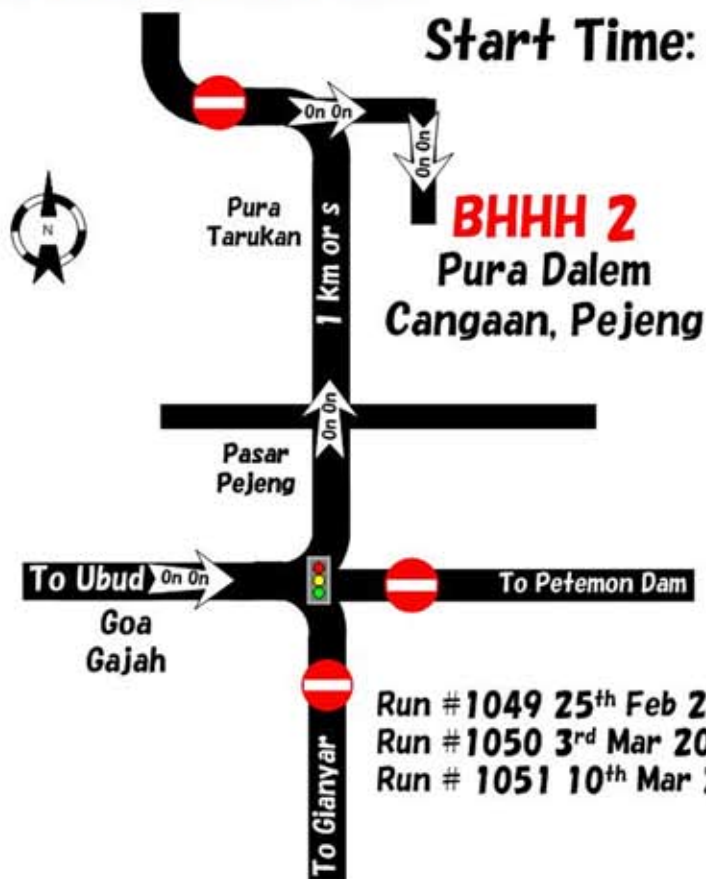 Start Time:
On On
On On
N
Pura
Tarukan
1 km or s
BHHH 2
Pura Dalem
Cangaan, Pejeng
On On
Pasar
Pejeng
To Ubud
On On
To Petemon Dam
Goa
Gajah
To Gianyar
Run #1049 25th Feb 2
Run #1050 3rd Mar 20
Run # 1051 10th Mar